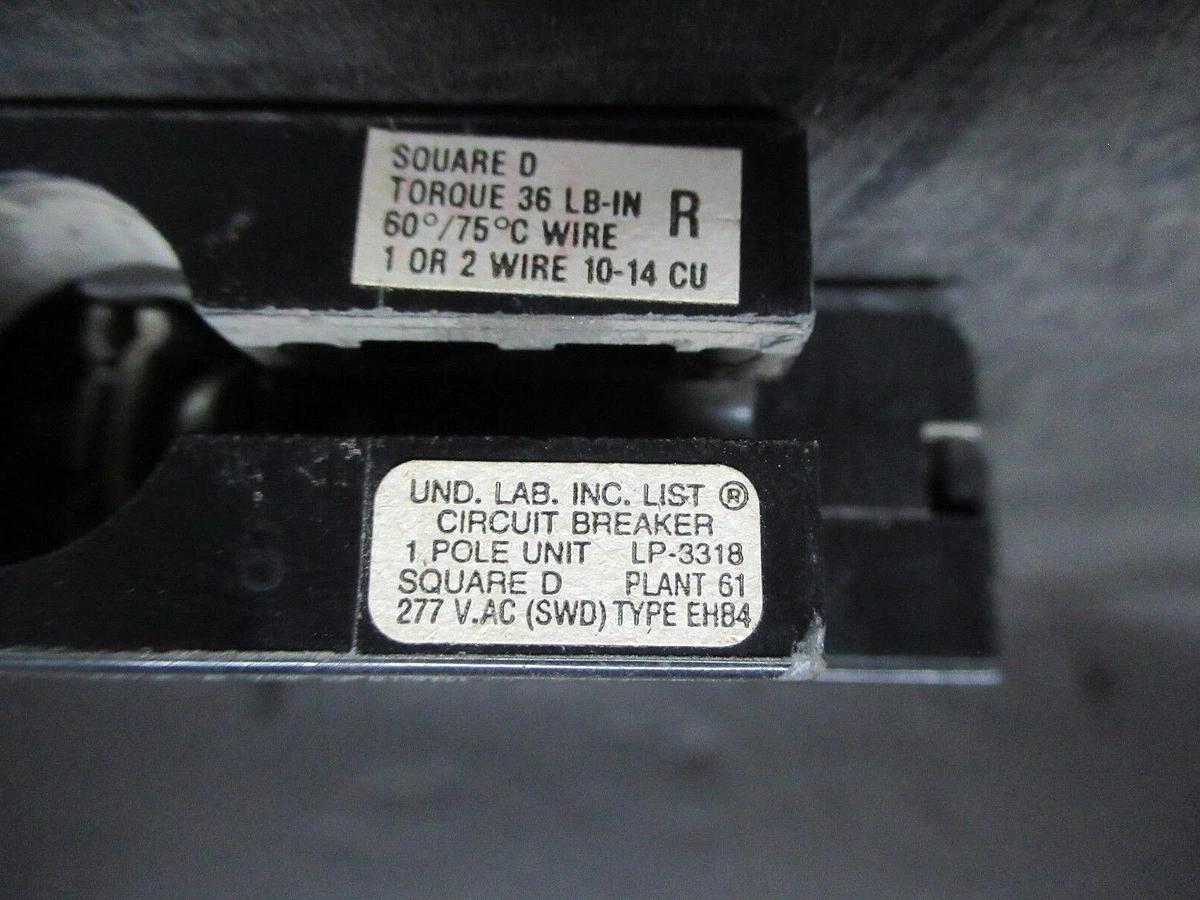 SQUARE D
TORQUE 36 LB-IN R
60°/75°C WIRE
1 OR 2 WIRE 10-14 CU
UND. LAB. INC. LIST ®
CIRCUIT BREAKER
1 POLE UNIT LP-3318
SQUARE D PLANT 61
277 V.AC (SWD) TYPE EHB4